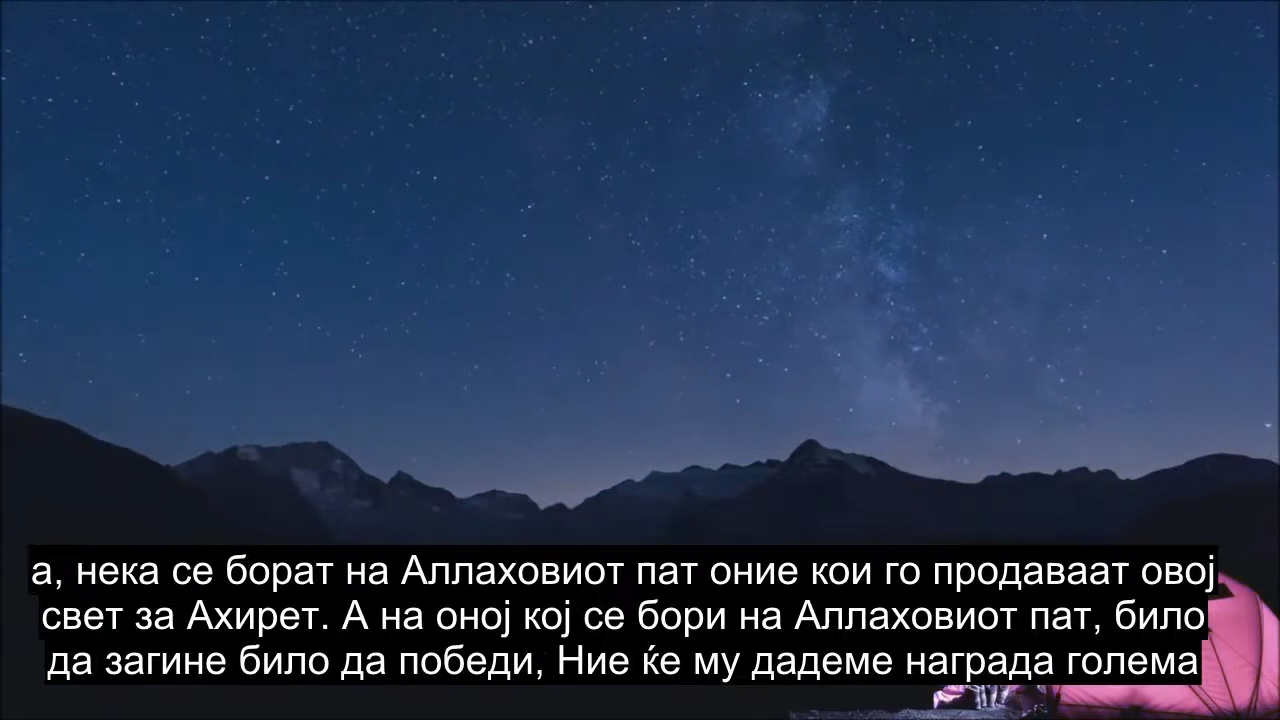 а, нека се борат на Аллаховиот пат оние кои го продаваат овој
свет за Ахирет. А на оној кој се бори на Аллаховиот пат, било
да загине било да победи, Ние ќе му дадеме награда голема